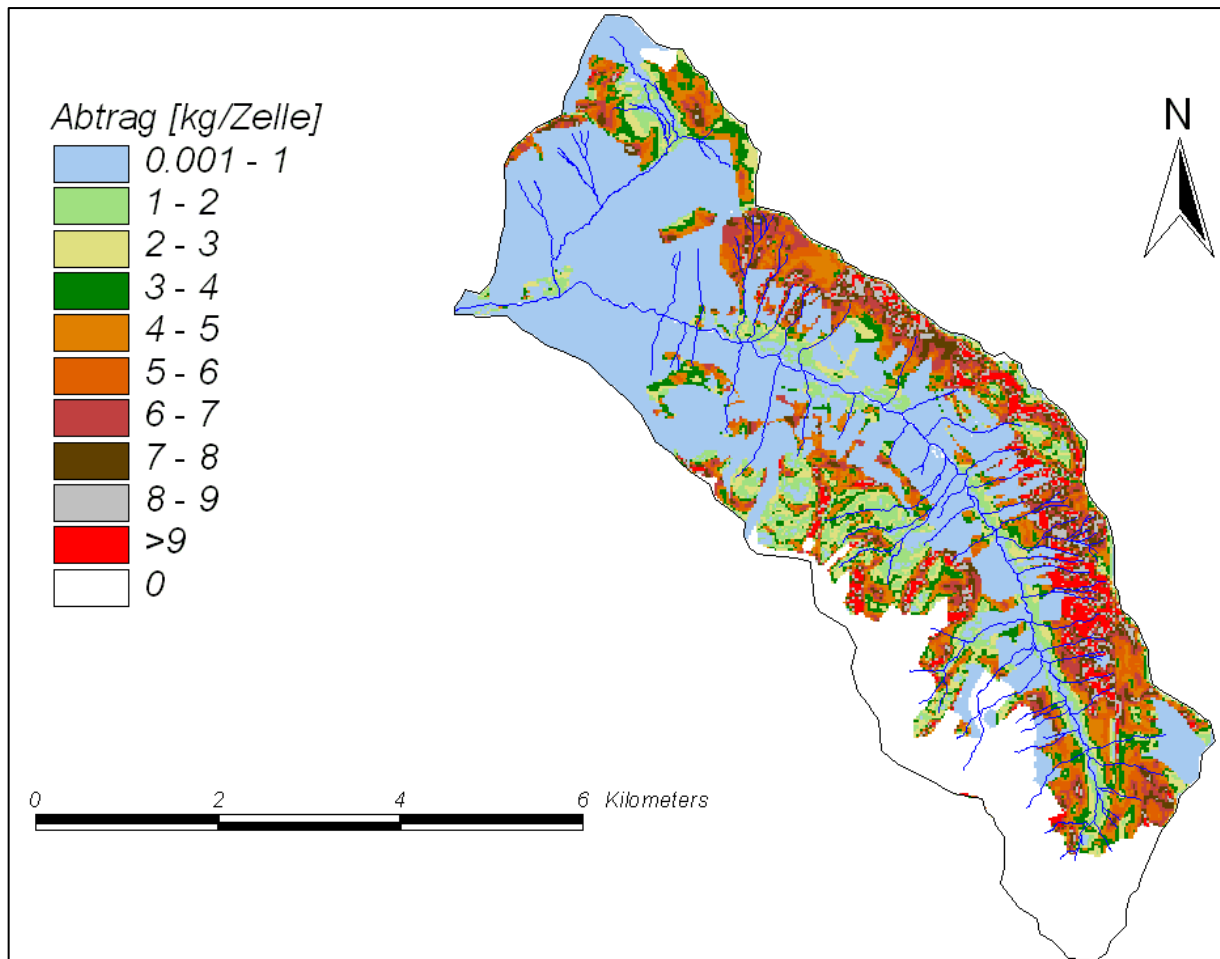 Abtrag [kg/Zelle]
0.001 - 1
1 - 2
2 - 3
3 - 4
4 - 5
5 - 6
6 - 7
7 - 8
8 - 9
>9
0
N
0 2 4 6 Kilometers